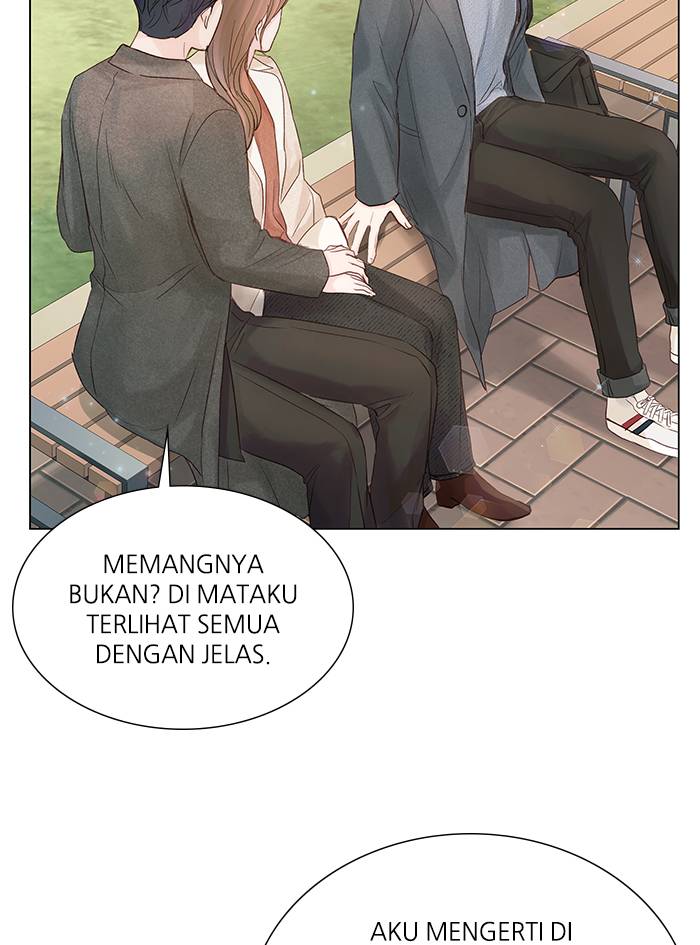 MEMANGNYA
BUKAN? DI MATAKU
TERLIHAT SEMUA
DENGAN JELAS.
AKU MENGERTI DI